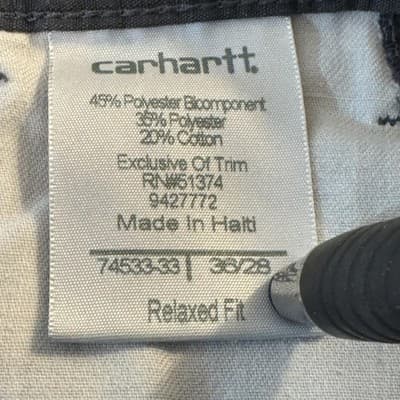 carhartt.
45% Polyester Bicomponent
35% Polyester
20% Cotton
Exclusive Of Trim
RN#51374
9427772
Made In Haiti
74533-33 | 36/28
Relaxed Fit